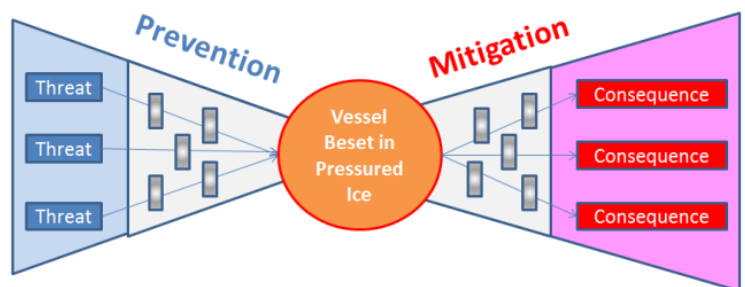 Prevention
Mitigation
Threat
Threat
Threat
Vessel
Beset in
Pressured
Ice
Consequence
Consequence
Consequence